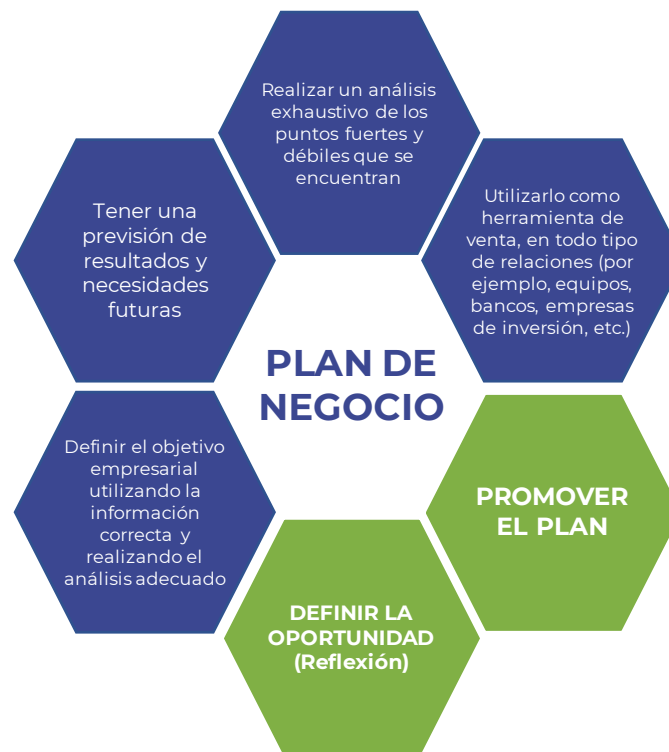 Realizar un análisis
exhaustivo de los
puntos fuertes y
débiles que se
encuentran
Utilizarlo como
herramienta de
venta, en todo tipo
de relaciones (por
ejemplo, equipos,
bancos, empresas
de inversión, etc.)
Tener una
previsión de
resultados y
necesidades
futuras
PLAN DE
NEGOCIO
Definir el objetivo
empresarial
utilizando la
información
correcta y
realizando el
análisis adecuado
PROMOVER
EL PLAN
DEFINIR LA
OPORTUNIDAD
(Reflexión)